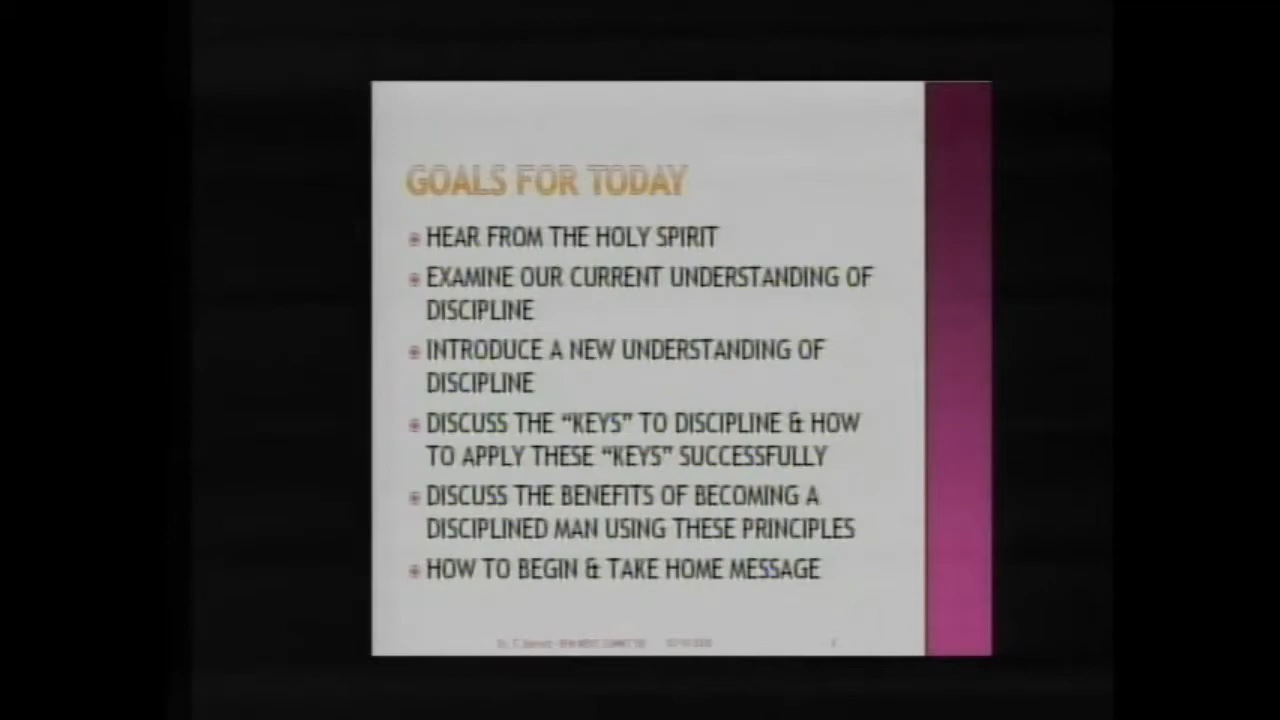 GOALS FOR TODAY
HEAR FROM THE HOLY SPIRIT
EXAMINE OUR CURRENT UNDERSTANDING OF
DISCIPLINE
INTRODUCE A NEW UNDERSTANDING OF
DISCIPLINE
DISCUSS THE “KEYS” TO DISCIPLINE & HOW
TO APPLY THESE “KEYS” SUCCESSFULLY
DISCUSS THE BENEFITS OF BECOMING A
DISCIPLINED MAN USING THESE PRINCIPLES
HOW TO BEGIN & TAKE HOME MESSAGE